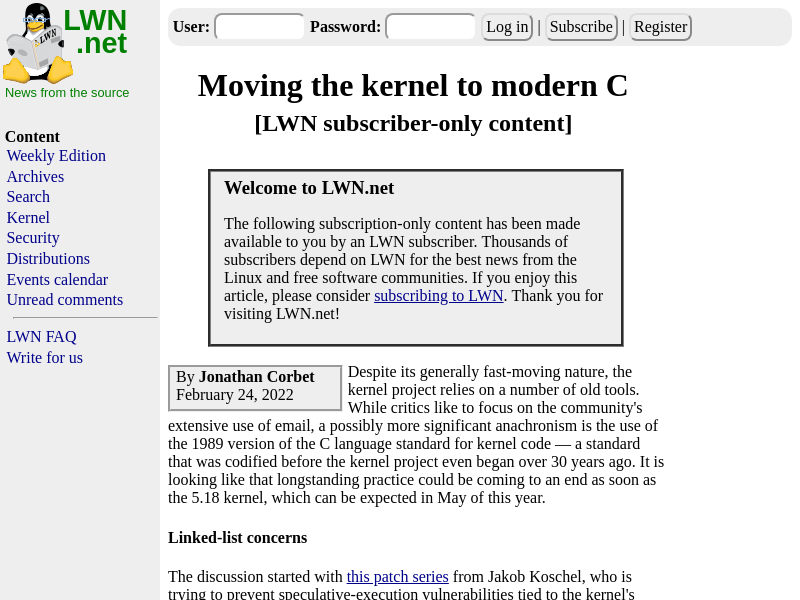 LWN
.net
News from the source
User: Password: Log in | Subscribe | Register
Content
Weekly Edition
Archives
Search
Kernel
Security
Distributions
Events calendar
Unread comments
LWN FAQ
Write for us
Moving the kernel to modern C
[LWN subscriber-only content]
Welcome to LWN.net
The following subscription-only content has been made
available to you by an LWN subscriber. Thousands of
subscribers depend on LWN for the best news from the
Linux and free software communities. If you enjoy this
article, please consider subscribing to LWN. Thank you for
visiting LWN.net!
By Jonathan Corbet
February 24, 2022
Despite its generally fast-moving nature, the
kernel project relies on a number of old tools.
While critics like to focus on the community's
extensive use of email, a possibly more significant anachronism is the use of
the 1989 version of the C language standard for kernel code — a standard
that was codified before the kernel project even began over 30 years ago. It is
looking like that longstanding practice could be coming to an end as soon as
the 5.18 kernel, which can be expected in May of this year.
Linked-list concerns
The discussion started with this patch series from Jakob Koschel, who is
trying to prevent speculative-execution vulnerabilities tied to the kernel's